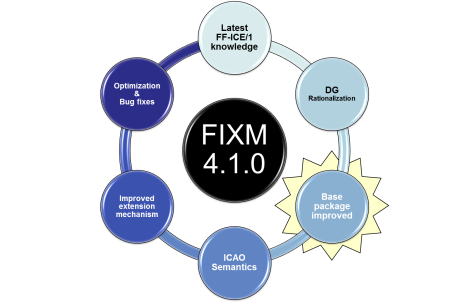 Latest
FF-ICE/1
knowledge
DG
Rationalization
Base
package
improved
ICAO
Semantics
Improved
extension
mechanism
Optimization
&
Bug fixes
FIXM
4.1.0